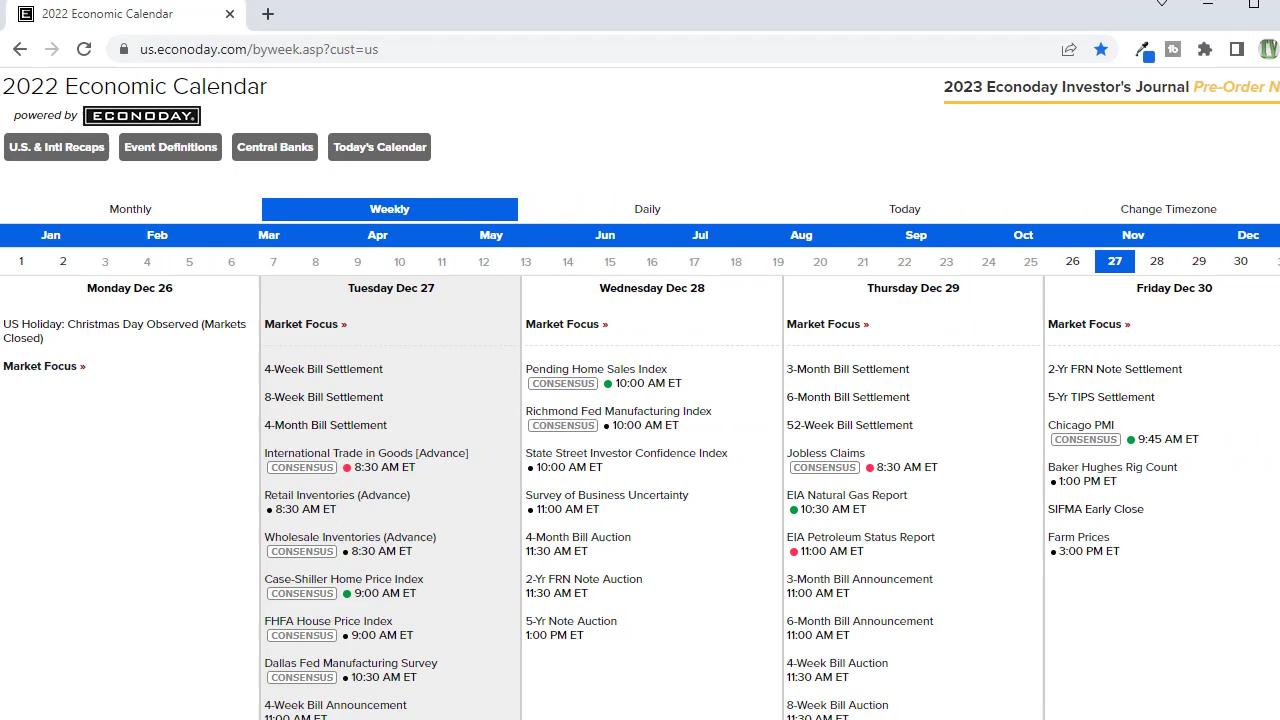 2022 Economic Calendar
us.econoday.com/byweek.asp?cust=us
2022 Economic Calendar
2023 Econoday Investor's Journal Pre-Order N
powered by ECONODAY.
U.S. & Intl Recaps Event Definitions Central Banks Today's Calendar
Monthly Weekly Daily Today Change Timezone
Jan Feb Mar Apr May Jun Jul Aug Sep Oct Nov Dec
1 2 3 4 5 6 7 8 9 10 11 12 13 14 15 16 17 18 19 20 21 22 23 24 25 26 27 28 29 30
Monday Dec 26
US Holiday: Christmas Day Observed (Markets
Closed)
Market Focus »
Tuesday Dec 27
Market Focus »
4-Week Bill Settlement
8-Week Bill Settlement
4-Month Bill Settlement
International Trade in Goods [Advance]
CONSENSUS 8:30 AM ET
Retail Inventories (Advance)
8:30 AM ET
Wholesale Inventories (Advance)
CONSENSUS 8:30 AM ET
Case-Shiller Home Price Index
CONSENSUS 9:00 AM ET
FHFA House Price Index
CONSENSUS 9:00 AM ET
Dallas Fed Manufacturing Survey
CONSENSUS 10:30 AM ET
4-Week Bill Announcement
11:00 AM ET
Wednesday Dec 28
Market Focus »
Pending Home Sales Index
CONSENSUS 10:00 AM ET
Richmond Fed Manufacturing Index
CONSENSUS 10:00 AM ET
State Street Investor Confidence Index
10:00 AM ET
Survey of Business Uncertainty
11:00 AM ET
4-Month Bill Auction
11:30 AM ET
2-Yr FRN Note Auction
11:30 AM ET
5-Yr Note Auction
1:00 PM ET
Thursday Dec 29
Market Focus »
3-Month Bill Settlement
6-Month Bill Settlement
52-Week Bill Settlement
Jobless Claims
CONSENSUS 8:30 AM ET
EIA Natural Gas Report
10:30 AM ET
EIA Petroleum Status Report
11:00 AM ET
3-Month Bill Announcement
11:00 AM ET
6-Month Bill Announcement
11:00 AM ET
4-Week Bill Auction
11:30 AM ET
8-Week Bill Auction
11:30 AM ET
Friday Dec 30
Market Focus »
2-Yr FRN Note Settlement
5-Yr TIPS Settlement
Chicago PMI
CONSENSUS 9:45 AM ET
Baker Hughes Rig Count
1:00 PM ET
SIFMA Early Close
Farm Prices
3:00 PM ET